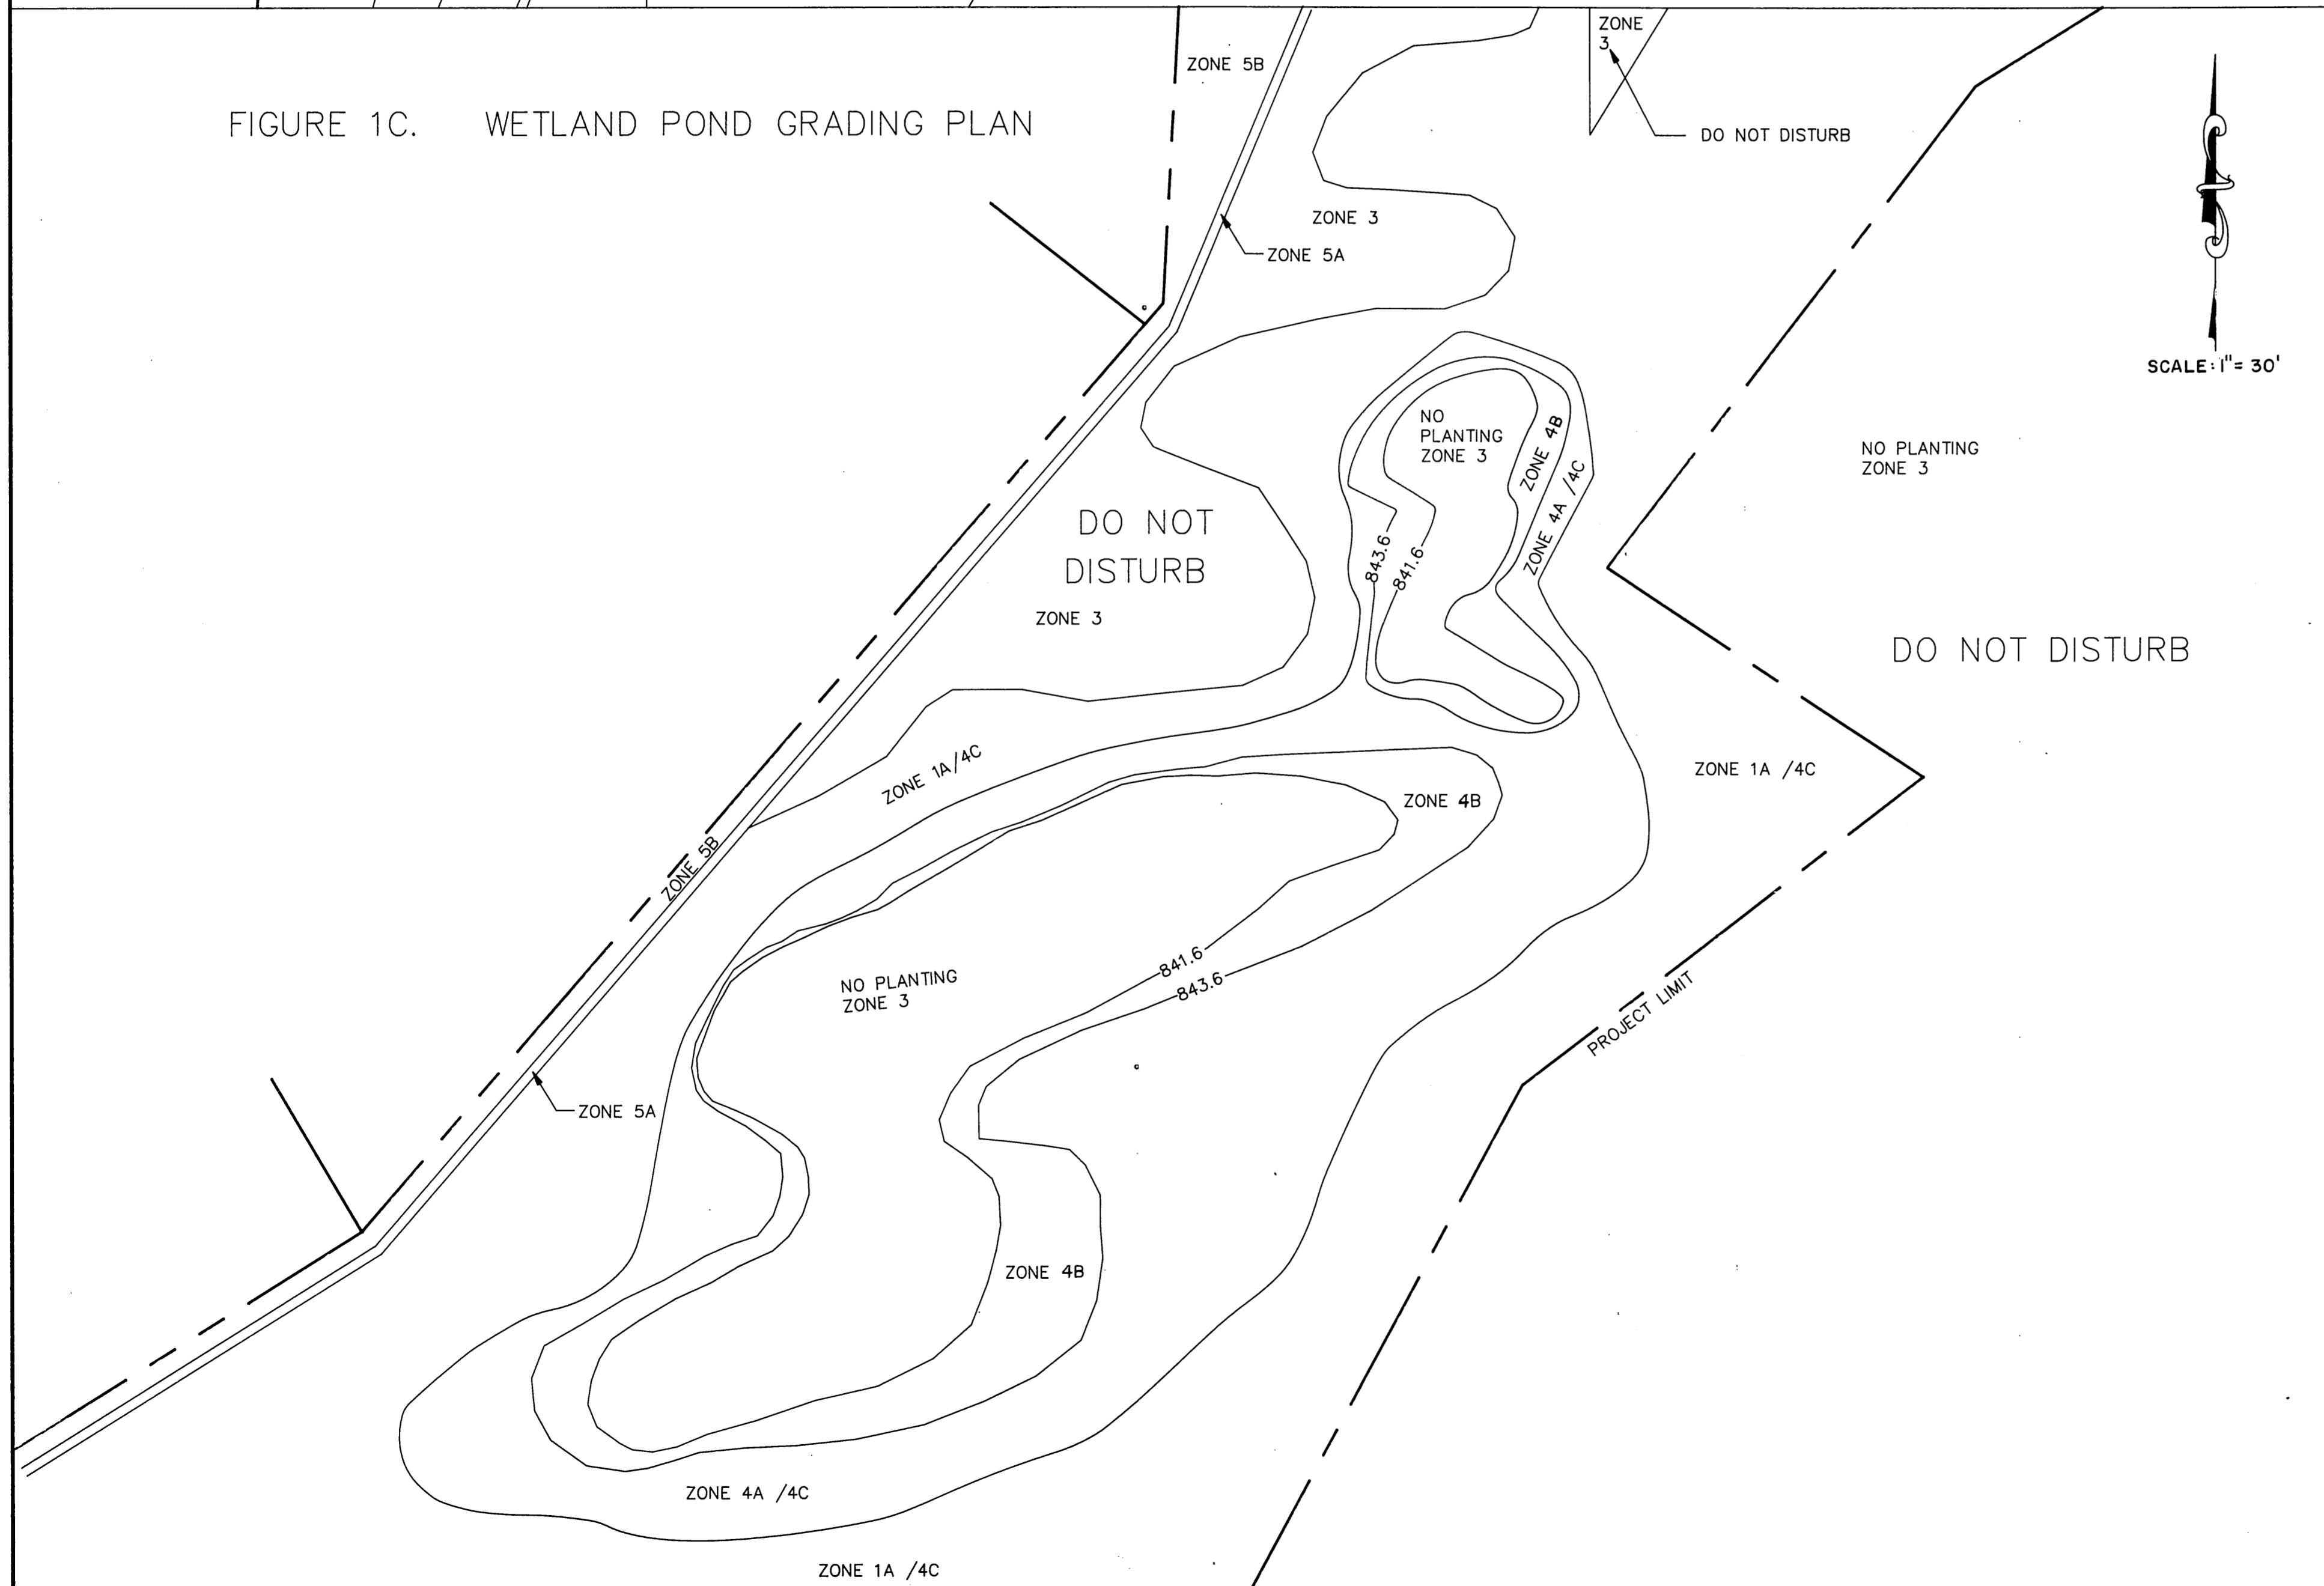 ZONE
3
ZONE 5B
FIGURE 1C. WETLAND POND GRADING PLAN
DO NOT DISTURB
ZONE 3
ZONE 5A
SCALE: 1" = 30'
NO
PLANTING
ZONE 3
ZONE 4B
ZONE 4A /4C
NO PLANTING
ZONE 3
DO NOT
DISTURB
843.6
841.6
ZONE 3
DO NOT DISTURB
ZONE 1A/4C
ZONE 1A /4C
ZONE 4B
ZONE 5B
841.6
843.6
NO PLANTING
ZONE 3
PROJECT LIMIT
ZONE 5A
ZONE 4B
ZONE 4A /4C
ZONE 1A /4C